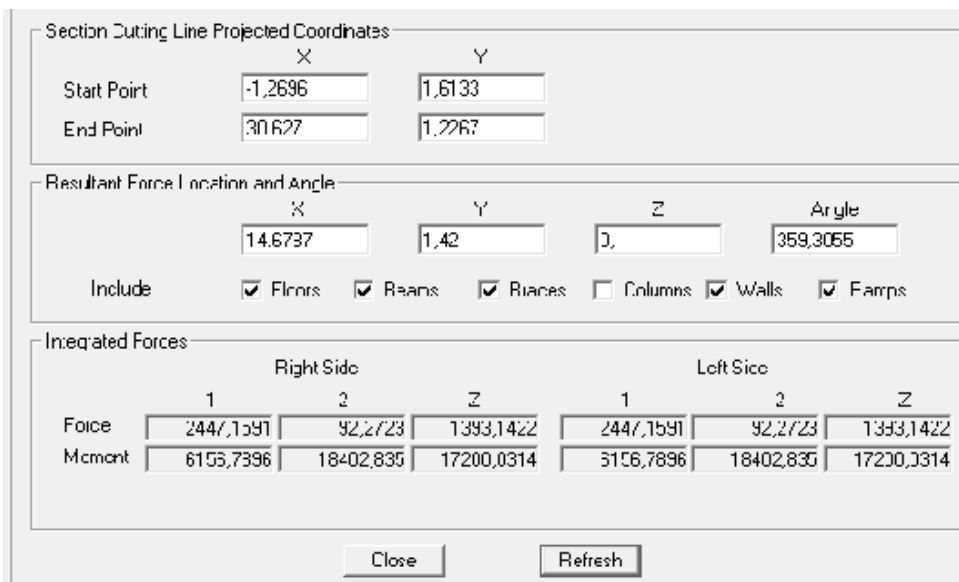 Section Cutting Line Projected Coordinates
X Y
Start Point -1,2696 1,6133
End Point 30,627 1,2267
Resultant Force Location and Angle
X Y Z Angle
14,6787 1,42 0, 359,3055
Include Floors Beams Braces Columns Walls Ramps
Integrated Forces
Right Side Left Side
1 2 Z 1 2 Z
Force 2447,1591 92,2723 1393,1422 2447,1591 92,2723 1393,1422
Moment 6156,7896 18402,835 17200,0314 6156,7896 18402,835 17200,0314
Close Refresh